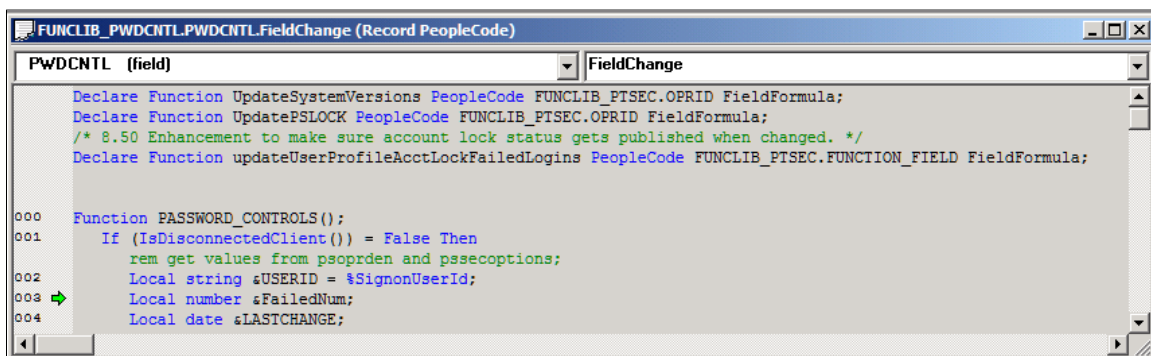 FUNCLIB_PWDCNTL.PWDCNTL.FieldChange (Record PeopleCode)
PWDCNTL (field) FieldChange
Declare Function UpdateSystemVersions PeopleCode FUNCLIB_PTSEC.OPRID FieldFormula;
Declare Function UpdatePSLOCK PeopleCode FUNCLIB_PTSEC.OPRID FieldFormula;
/* 8.50 Enhancement to make sure account lock status gets published when changed. */
Declare Function updateUserProfileAcctLockFailedLogins PeopleCode FUNCLIB_PTSEC.FUNCTION_FIELD FieldFormula;
000 Function PASSWORD_CONTROLS();
001 If (IsDisconnectedClient()) = False Then
rem get values from psoprden and pssecoptions;
002 Local string &USERID = %SignonUserId;
003 Local number &FailedNum;
004 Local date &LASTCHANGE;